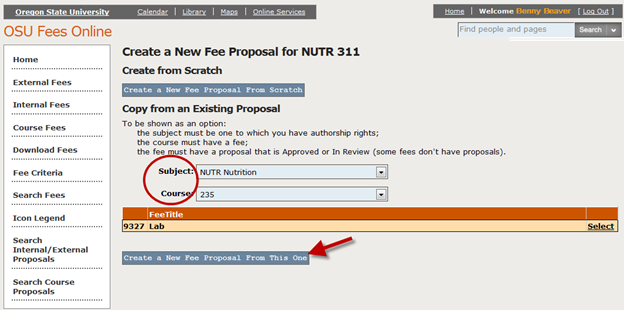 Oregon State University Calendar | Library | Maps | Online Services
Home | Welcome Benny Beaver [ Log Out ]
OSU Fees Online
Find people and pages Search
Home
External Fees
Internal Fees
Course Fees
Download Fees
Fee Criteria
Search Fees
Icon Legend
Search
Internal/External
Proposals
Search Course
Proposals
Create a New Fee Proposal for NUTR 311
Create from Scratch
Create a New Fee Proposal From Scratch
Copy from an Existing Proposal
To be shown as an option:
the subject must be one to which you have authorship rights;
the course must have a fee;
the fee must have a proposal that is Approved or In Review (some fees don't have proposals).
Subject: NUTR Nutrition
Course: 235
FeeTitle
9327 Lab Select
Create a New Fee Proposal From This One